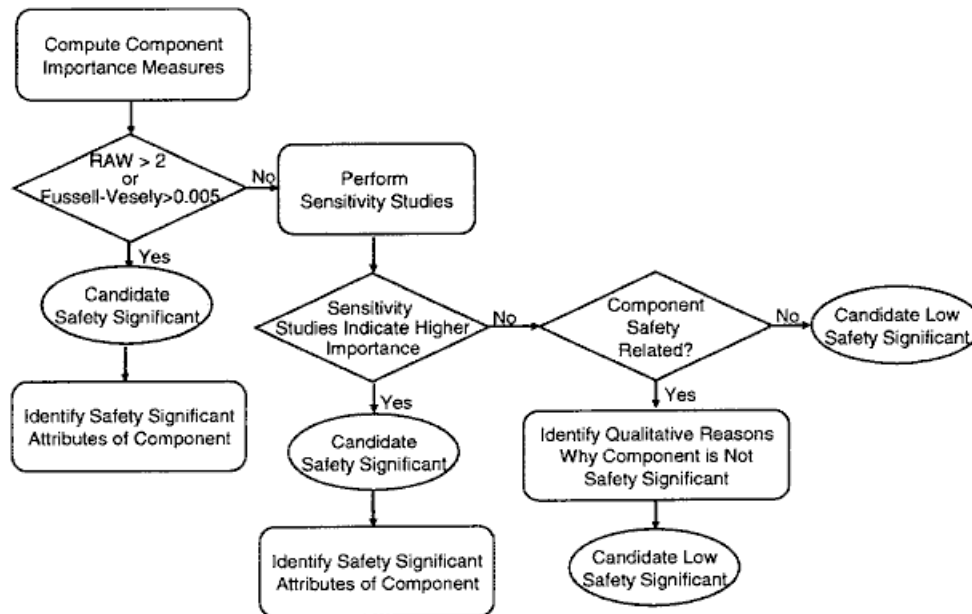 Compute Component
Importance Measures
RAW > 2
or
Fussell-Vesely>0.005
No
Perform
Sensitivity Studies
Yes
Candidate
Safety Significant
Identify Safety Significant
Attributes of Component
Sensitivity
Studies Indicate Higher
Importance
No
Component
Safety
Related?
No
Candidate Low
Safety Significant
Yes
Candidate
Safety Significant
Identify Safety Significant
Attributes of Component
Yes
Identify Qualitative Reasons
Why Component is Not
Safety Significant
Candidate Low
Safety Significant